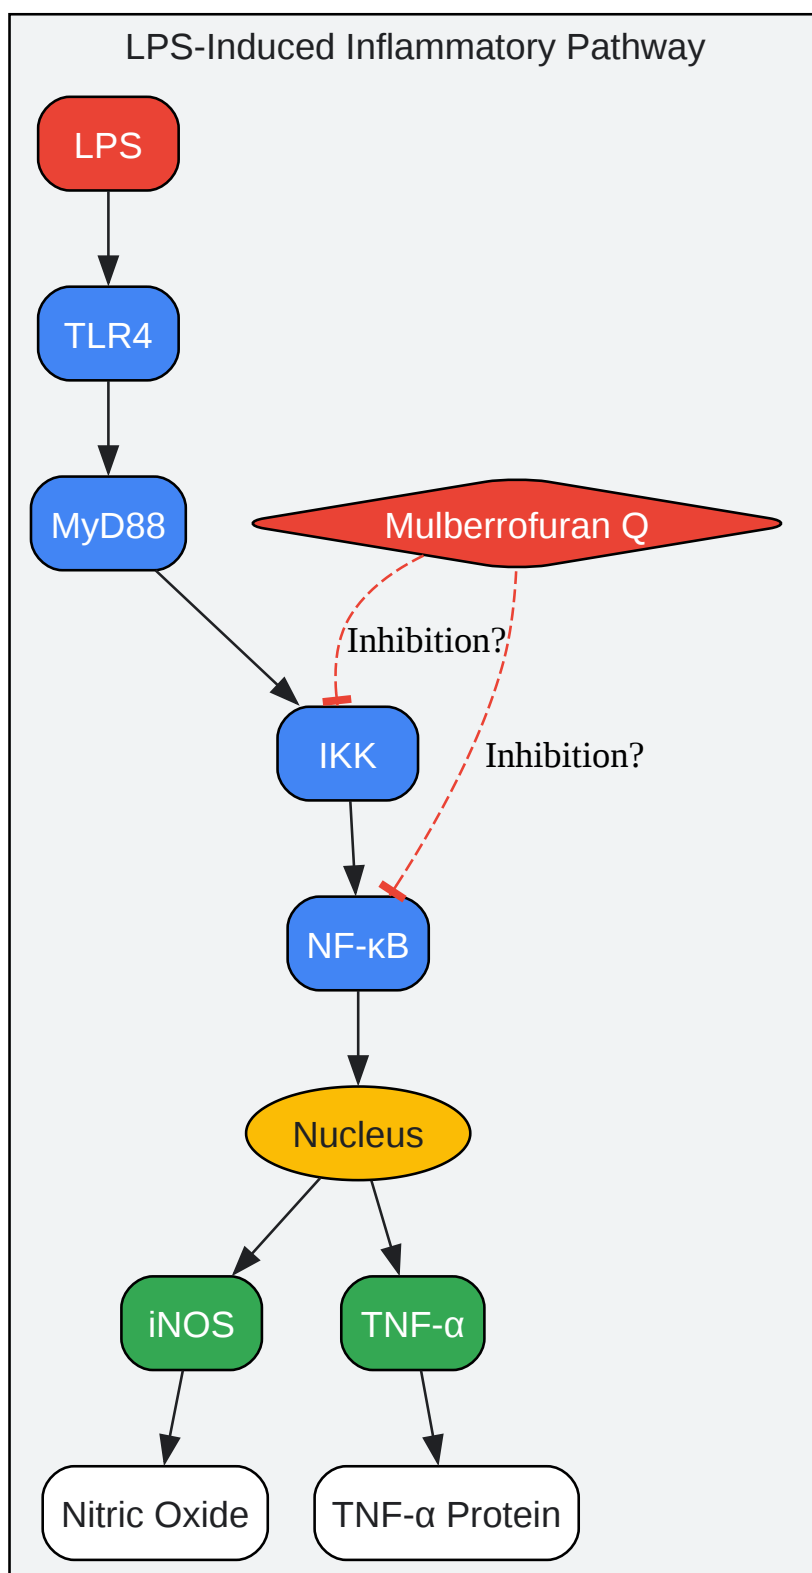 LPS-Induced Inflammatory Pathway
LPS
TLR4
MyD88
Mulberrofuran Q
Inhibition?
IKK
Inhibition?
NF-κB
Nucleus
iNOS
TNF-α
Nitric Oxide
TNF-α Protein